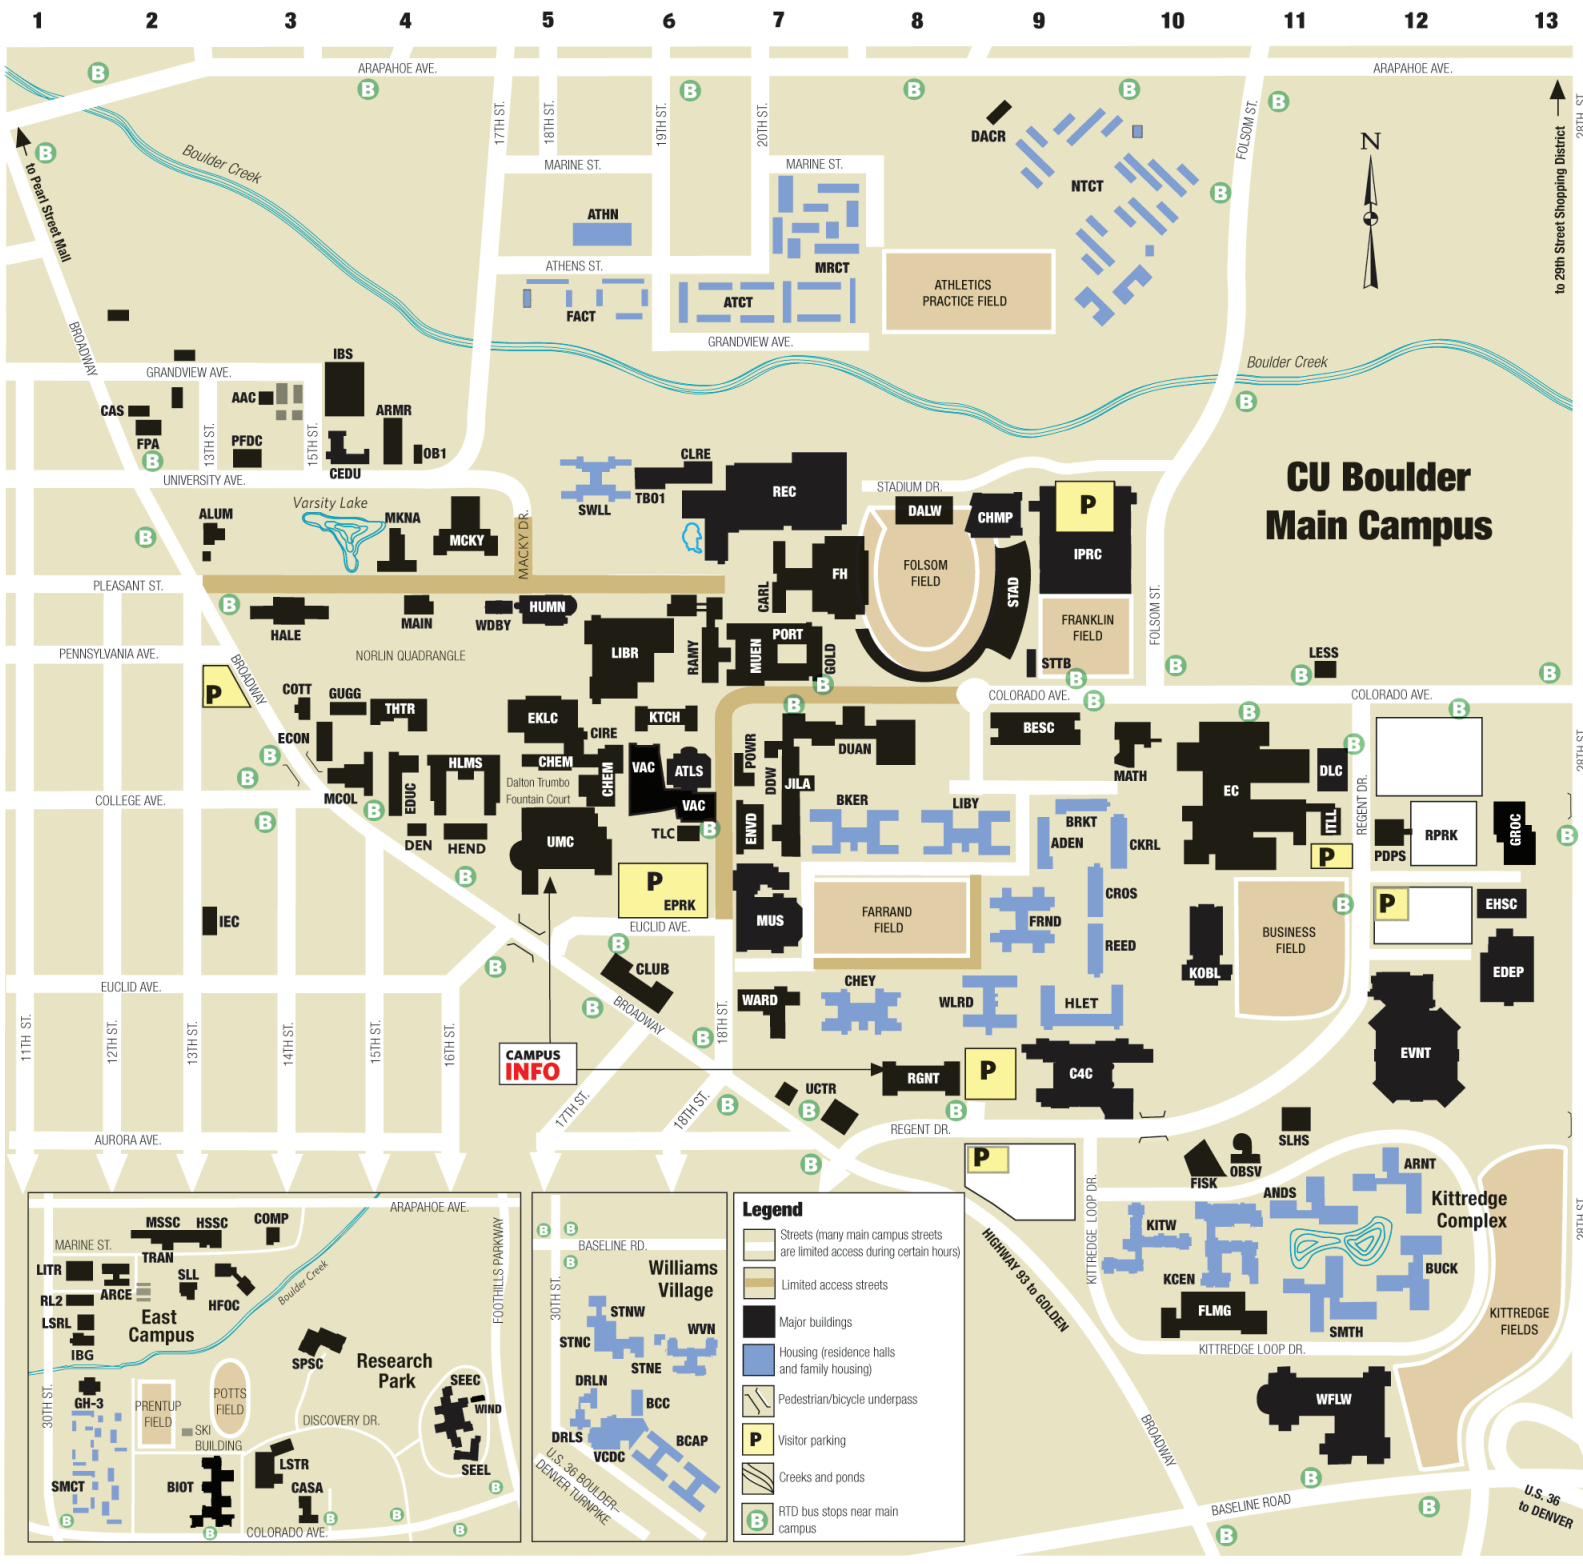 1 2 3 4 5 6 7 8 9 10 11 12 13
ARAPAHOE AVE.
ARAPAHOE AVE.
to Pearl Street Mall
Boulder Creek
17TH ST.
18TH ST.
19TH ST.
20TH ST.
MARINE ST.
MARINE ST.
DACR
NTCT
FOLSOM ST.
N
to 29th Street Shopping District
28TH ST.
ATHN
ATHENS ST.
MRCT
FACT
ATCT
ATHLETICS
PRACTICE FIELD
GRANDVIEW AVE.
Boulder Creek
BROADWAY
GRANDVIEW AVE.
IBS
AAC
CAS
FPA
13TH ST.
PFDC
15TH ST.
CEDU
ARMR
OB1
UNIVERSITY AVE.
CU Boulder
Main Campus
SWLL
TB01
CLRE
REC
STADIUM DR.
DALW
CHMP
P
IPRC
ALUM
Varsity Lake
MKNA
MCKY
MACKY DR.
FOLSOM
FIELD
STAD
FH
CARL
PLEASANT ST.
HALE
MAIN
WDBY
HUMN
LIBR
RAMY
MUEN
PORT
GOLD
FRANKLIN
FIELD
STTB
FOLSOM ST.
LESS
PENNSYLVANIA AVE.
NORLIN QUADRANGLE
BROADWAY
P
COTT
GUGG
THTR
ECON
EKLC
KTCH
CIRE
COLORADO AVE.
COLORADO AVE.
BESC
MATH
DUAN
POWR
DDW
JILA
VAC
ATLS
VAC
CHEM
CHEM
Dalton Trumbo
Fountain Court
HLMS
EDUC
MCOL
COLLEGE AVE.
DEN
HEND
UMC
TLC
ENVD
BKER
LIBY
BRKT
ADEN
CKRL
EC
DLC
ITLL
P
REGENT DR.
PDPS
RPRK
GROC
28TH ST.
P
EPRK
MUS
FARRAND
FIELD
FRND
CROS
REED
KOBL
BUSINESS
FIELD
P
EHSC
EDEP
IEC
EUCLID AVE.
EUCLID AVE.
CLUB
BROADWAY
18TH ST.
WARD
CHEY
WLRD
HLET
EVNT
11TH ST.
12TH ST.
13TH ST.
14TH ST.
15TH ST.
16TH ST.
CAMPUS
INFO
RGNT
P
C4C
UCTR
17TH ST.
18TH ST.
AURORA AVE.
REGENT DR.
SLHS
OBSV
FISK
P
KITTREDGE LOOP DR.
ARNT
ANDS
Kittredge
Complex
KITW
KCEN
BUCK
FLMG
SMTH
KITTREDGE LOOP DR.
KITTREDGE
FIELDS
28TH ST.
HIGHWAY 93 to GOLDEN
WFLW
BROADWAY
BASELINE ROAD
U.S. 36
to DENVER
ARAPAHOE AVE.
MSSC
HSSC
COMP
MARINE ST.
TRAN
LITR
ARCE
SLL
HFOC
Boulder Creek
RL2
LSRL
IBG
East
Campus
FOOTHILLS PARKWAY
SPSC
Research
Park
30TH ST.
GH-3
PRENTUP
FIELD
POTTS
FIELD
SKI
BUILDING
DISCOVERY DR.
SEEC
WIND
SEEL
SMCT
BIOT
LSTR
CASA
COLORADO AVE.
BASELINE RD.
30TH ST.
Williams
Village
STNW
STNC
STNE
WVN
DRLN
BCC
DRLS
VCDC
BCAP
U.S. 36 BOULDER–
DENVER TURNPIKE
Legend
Streets (many main campus streets
are limited access during certain hours)
Limited access streets
Major buildings
Housing (residence halls
and family housing)
Pedestrian/bicycle underpass
P Visitor parking
Creeks and ponds
B RTD bus stops near main
campus